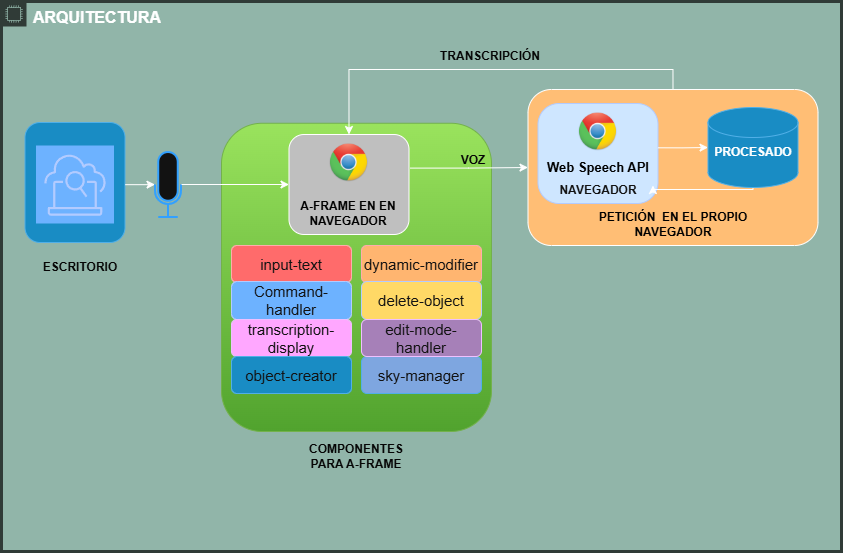 ARQUITECTURA
TRANSCRIPCIÓN
ESCRITORIO
A-FRAME EN EN
NAVEGADOR
VOZ
Web Speech API
NAVEGADOR
PROCESADO
PETICIÓN EN EL PROPIO
NAVEGADOR
input-text
dynamic-modifier
Command-
handler
delete-object
transcription-
display
edit-mode-
handler
object-creator
sky-manager
COMPONENTES
PARA A-FRAME